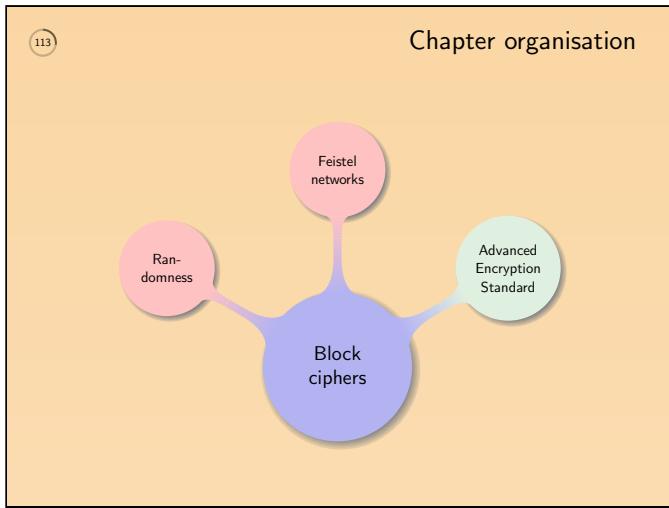 113
Chapter organisation
Feistel
networks
Ran-
domness
Advanced
Encryption
Standard
Block
ciphers